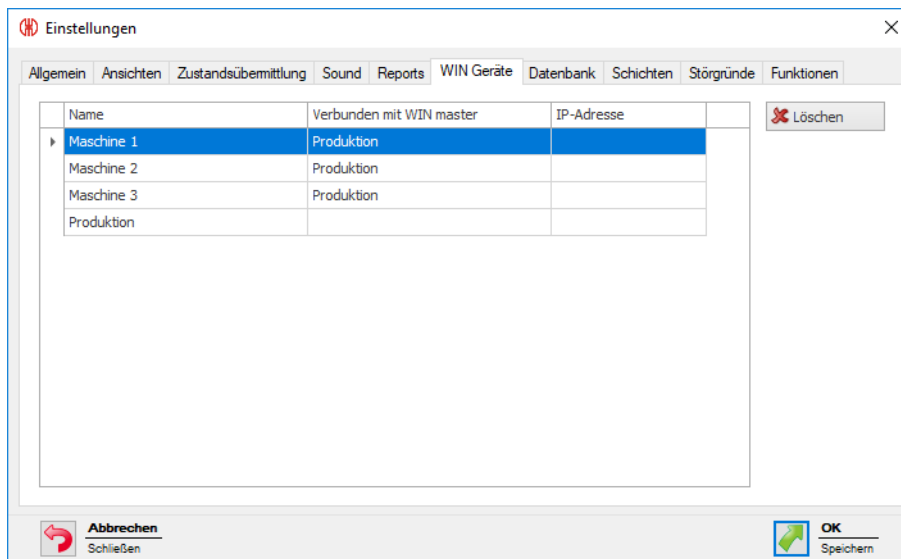 Einstellungen
Allgemein Ansichten Zustandsübermittlung Sound Reports WIN Geräte Datenbank Schichten Störgründe Funktionen
Name Verbunden mit WIN master IP-Adresse
Löschen
Maschine 1 Produktion
Maschine 2 Produktion
Maschine 3 Produktion
Produktion
Abbrechen
Schließen
OK
Speichern